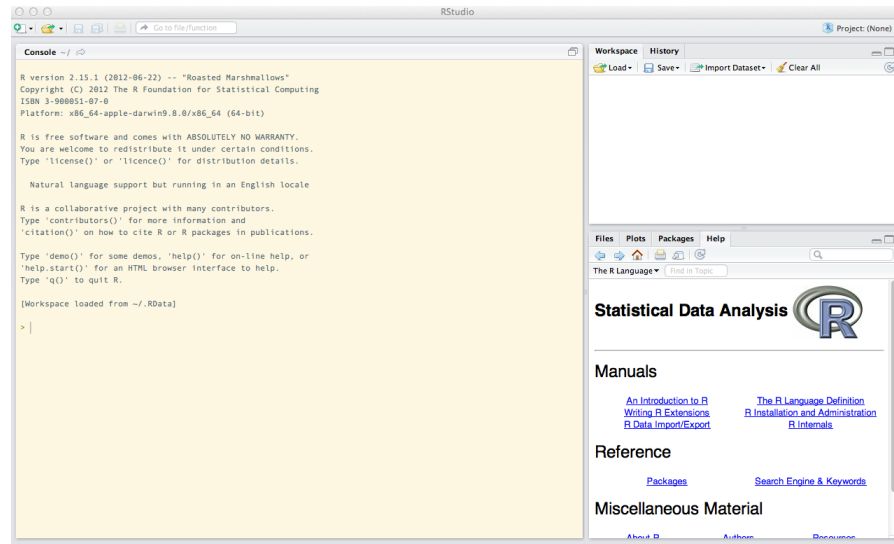 RStudio
Go to file/function
Project: (None)
Console ~/
R version 2.15.1 (2012-06-22) -- "Roasted Marshmallows"
Copyright (C) 2012 The R Foundation for Statistical Computing
ISBN 3-900051-07-0
Platform: x86_64-apple-darwin9.8.0/x86_64 (64-bit)
R is free software and comes with ABSOLUTELY NO WARRANTY.
You are welcome to redistribute it under certain conditions.
Type 'license()' or 'licence()' for distribution details.
Natural language support but running in an English locale
R is a collaborative project with many contributors.
Type 'contributors()' for more information and
'citation()' on how to cite R or R packages in publications.
Type 'demo()' for some demos, 'help()' for on-line help, or
'help.start()' for an HTML browser interface to help.
Type 'q()' to quit R.
[Workspace loaded from ~/.RData]
>
Workspace History
Load Save Import Dataset Clear All
Files Plots Packages Help
The R Language Find in Topic
Statistical Data Analysis R
Manuals
An Introduction to R The R Language Definition
Writing R Extensions R Installation and Administration
R Data Import/Export R Internals
Reference
Packages Search Engine & Keywords
Miscellaneous Material
About R Authors Resources